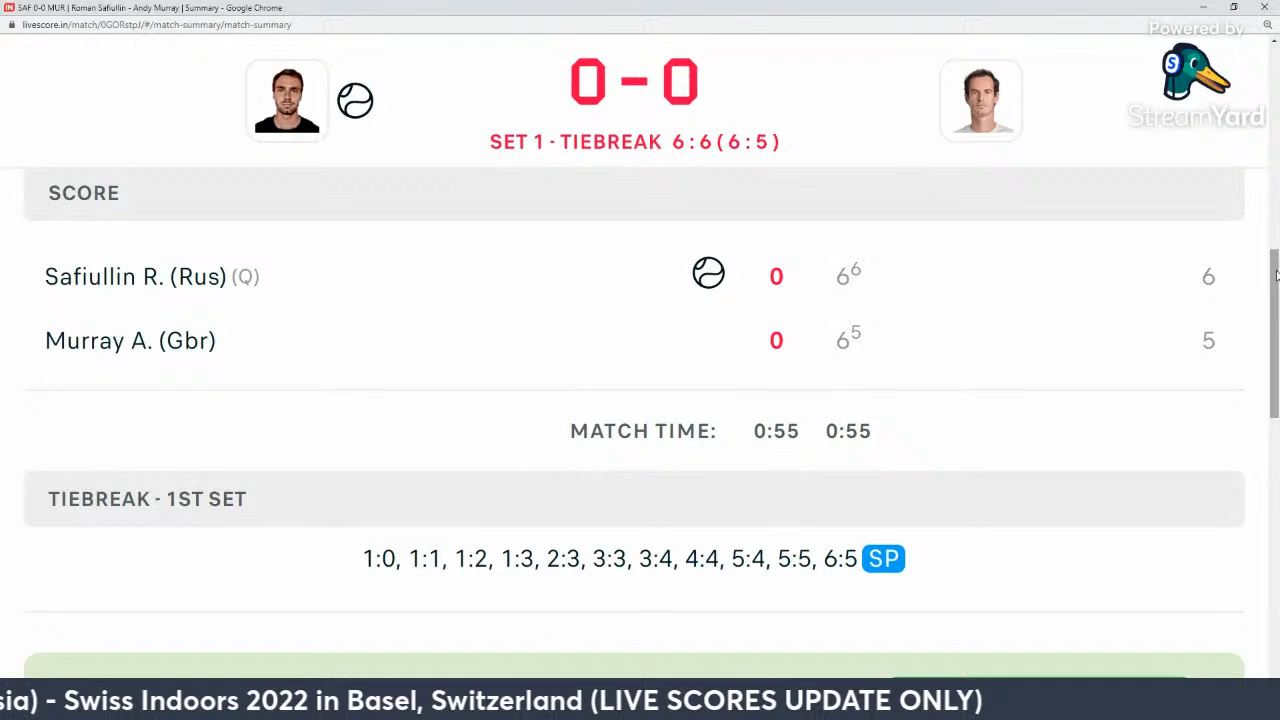 SAF 0-0 MUR | Roman Safiullin - Andy Murray | Summary - Google Chrome
livescore.in/match/0GORstpJ/#/match-summary/match-summary
Powered by
StreamYard
0 - 0
SET 1 - TIEBREAK 6 : 6 ( 6 : 5 )
SCORE
Safiullin R. (Rus) (Q) 0 6⁶ 6
Murray A. (Gbr) 0 6⁵ 5
MATCH TIME: 0:55 0:55
TIEBREAK - 1ST SET
1:0, 1:1, 1:2, 1:3, 2:3, 3:3, 3:4, 4:4, 5:4, 5:5, 6:5 SP
sia) - Swiss Indoors 2022 in Basel, Switzerland (LIVE SCORES UPDATE ONLY)